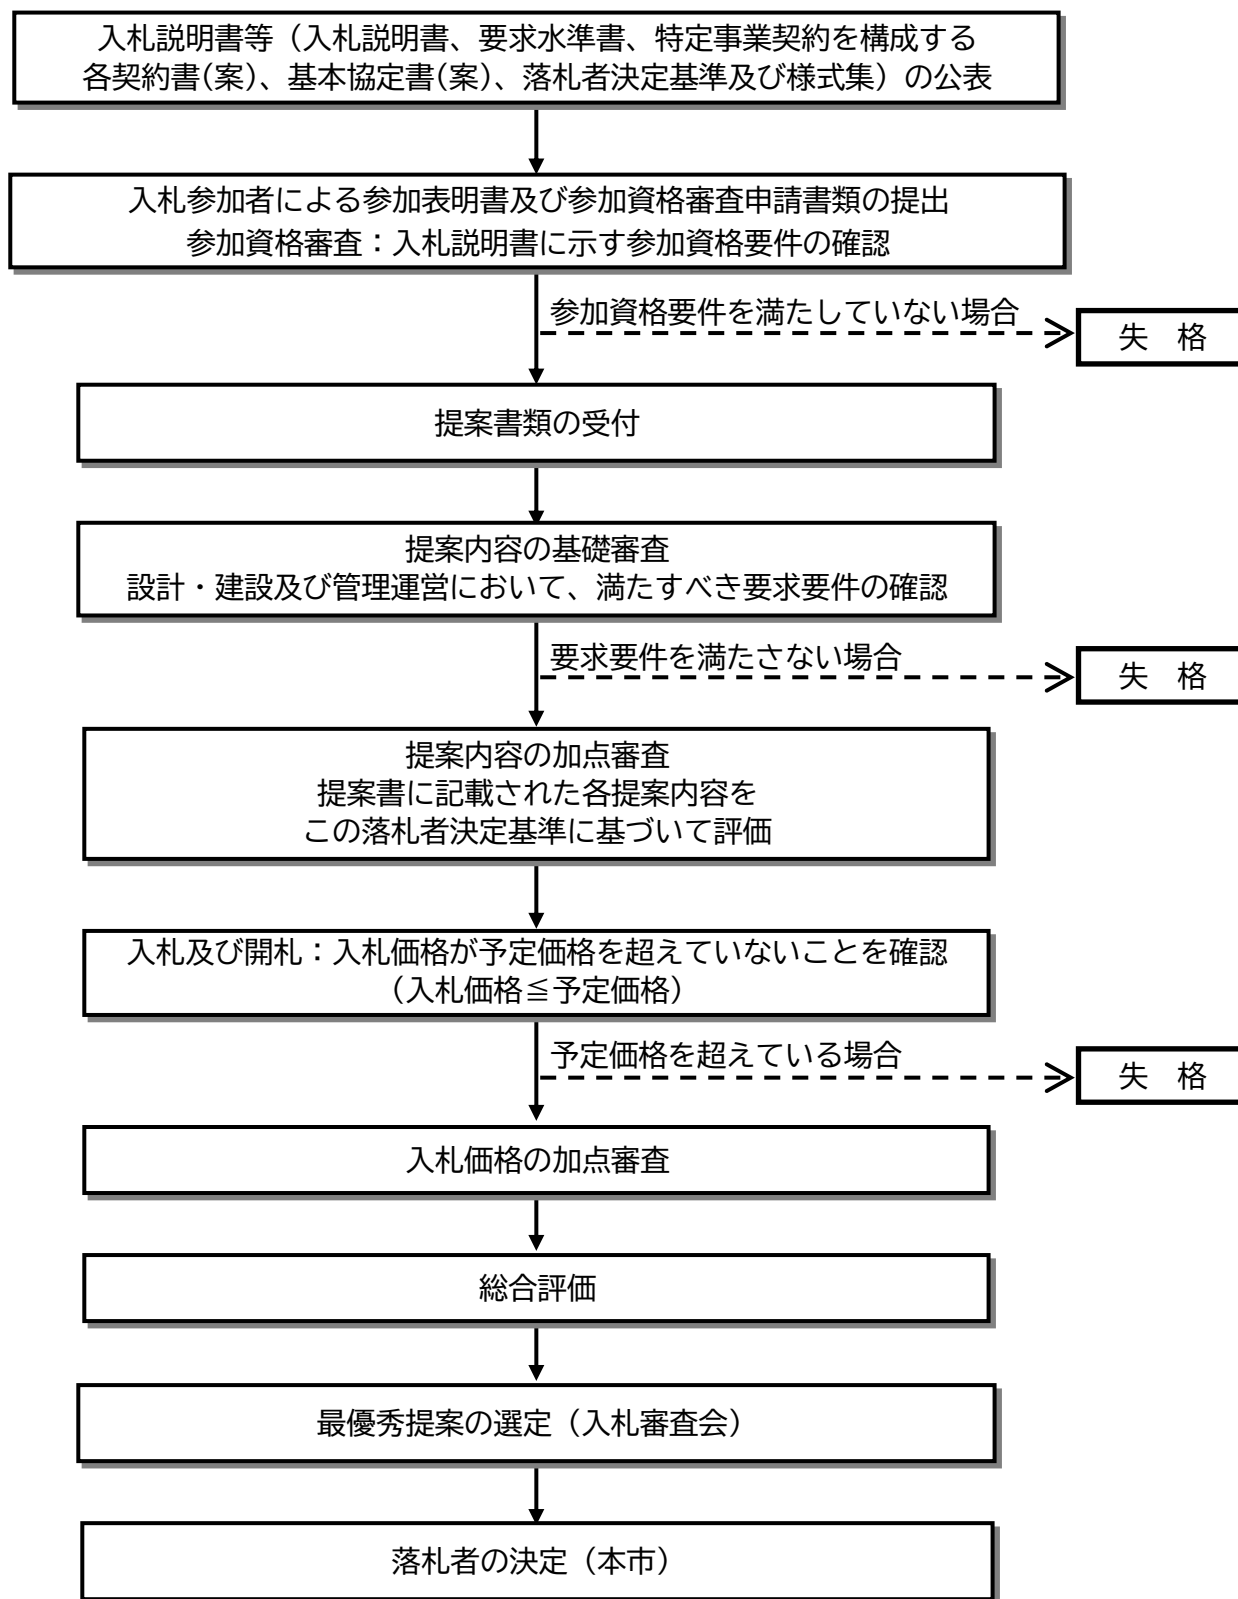 入札説明書等（入札説明書、要求水準書、特定事業契約を構成する
各契約書(案)、基本協定書(案)、落札者決定基準及び様式集）の公表
入札参加者による参加表明書及び参加資格審査申請書類の提出
参加資格審査：入札説明書に示す参加資格要件の確認
参加資格要件を満たしていない場合
失　格
提案書類の受付
提案内容の基礎審査
設計・建設及び管理運営において、満たすべき要求要件の確認
要求要件を満たさない場合
失　格
提案内容の加点審査
提案書に記載された各提案内容を
この落札者決定基準に基づいて評価
入札及び開札：入札価格が予定価格を超えていないことを確認
（入札価格≦予定価格）
予定価格を超えている場合
失　格
入札価格の加点審査
総合評価
最優秀提案の選定（入札審査会）
落札者の決定（本市）